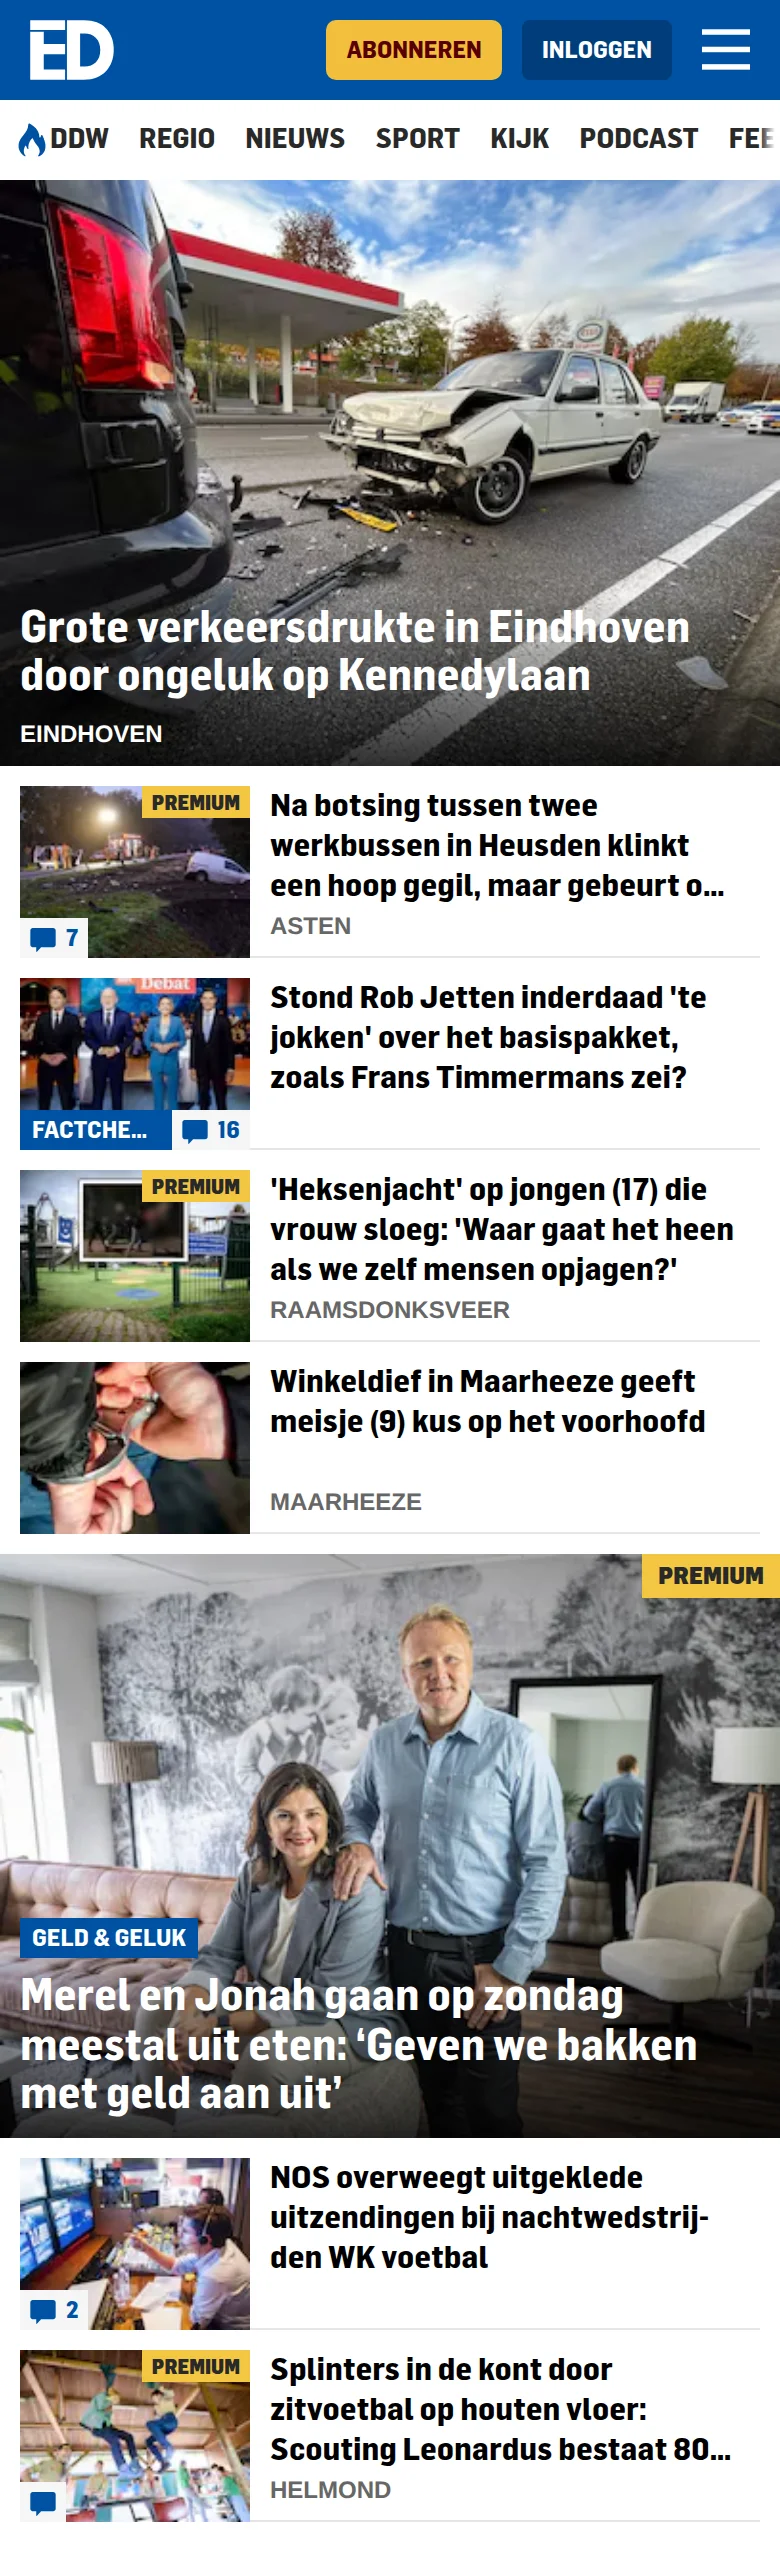 ED
ABONNEREN
INLOGGEN
DDW REGIO NIEUWS SPORT KIJK PODCAST FEE
Grote verkeersdrukte in Eindhoven
door ongeluk op Kennedylaan
EINDHOVEN
PREMIUM
7
Na botsing tussen twee
werkbussen in Heusden klinkt
een hoop gegil, maar gebeurt o...
ASTEN
Debat
FACTCHE...
16
Stond Rob Jetten inderdaad 'te
jokken' over het basispakket,
zoals Frans Timmermans zei?
PREMIUM
'Heksenjacht' op jongen (17) die
vrouw sloeg: 'Waar gaat het heen
als we zelf mensen opjagen?'
RAAMSDONKSVEER
Winkeldief in Maarheeze geeft
meisje (9) kus op het voorhoofd
MAARHEEZE
PREMIUM
GELD & GELUK
Merel en Jonah gaan op zondag
meestal uit eten: ‘Geven we bakken
met geld aan uit’
2
NOS overweegt uitgeklede
uitzendingen bij nachtwedstrij-
den WK voetbal
PREMIUM
Splinters in de kont door
zitvoetbal op houten vloer:
Scouting Leonardus bestaat 80...
HELMOND